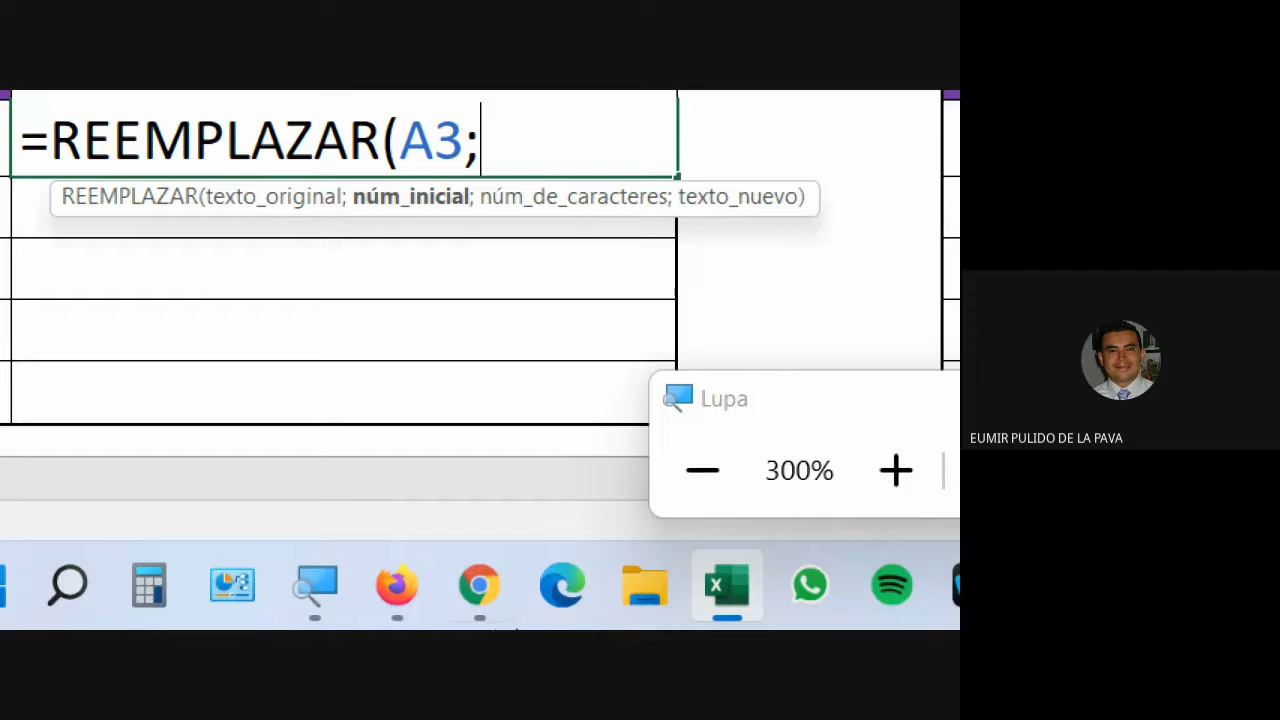 =REEMPLAZAR(A3;
REEMPLAZAR(texto_original; núm_inicial; núm_de_caracteres; texto_nuevo)
Lupa
300%
EUMIR PULIDO DE LA PAVA